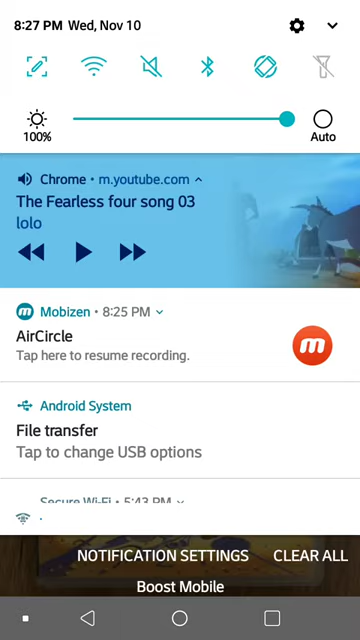 8:27 PM Wed, Nov 10
100%
Auto
Chrome • m.youtube.com
The Fearless four song 03
lolo
Mobizen • 8:25 PM
AirCircle
Tap here to resume recording.
Android System
File transfer
Tap to change USB options
Secure Wi-Fi • 5:43 PM
NOTIFICATION SETTINGS CLEAR ALL
Boost Mobile